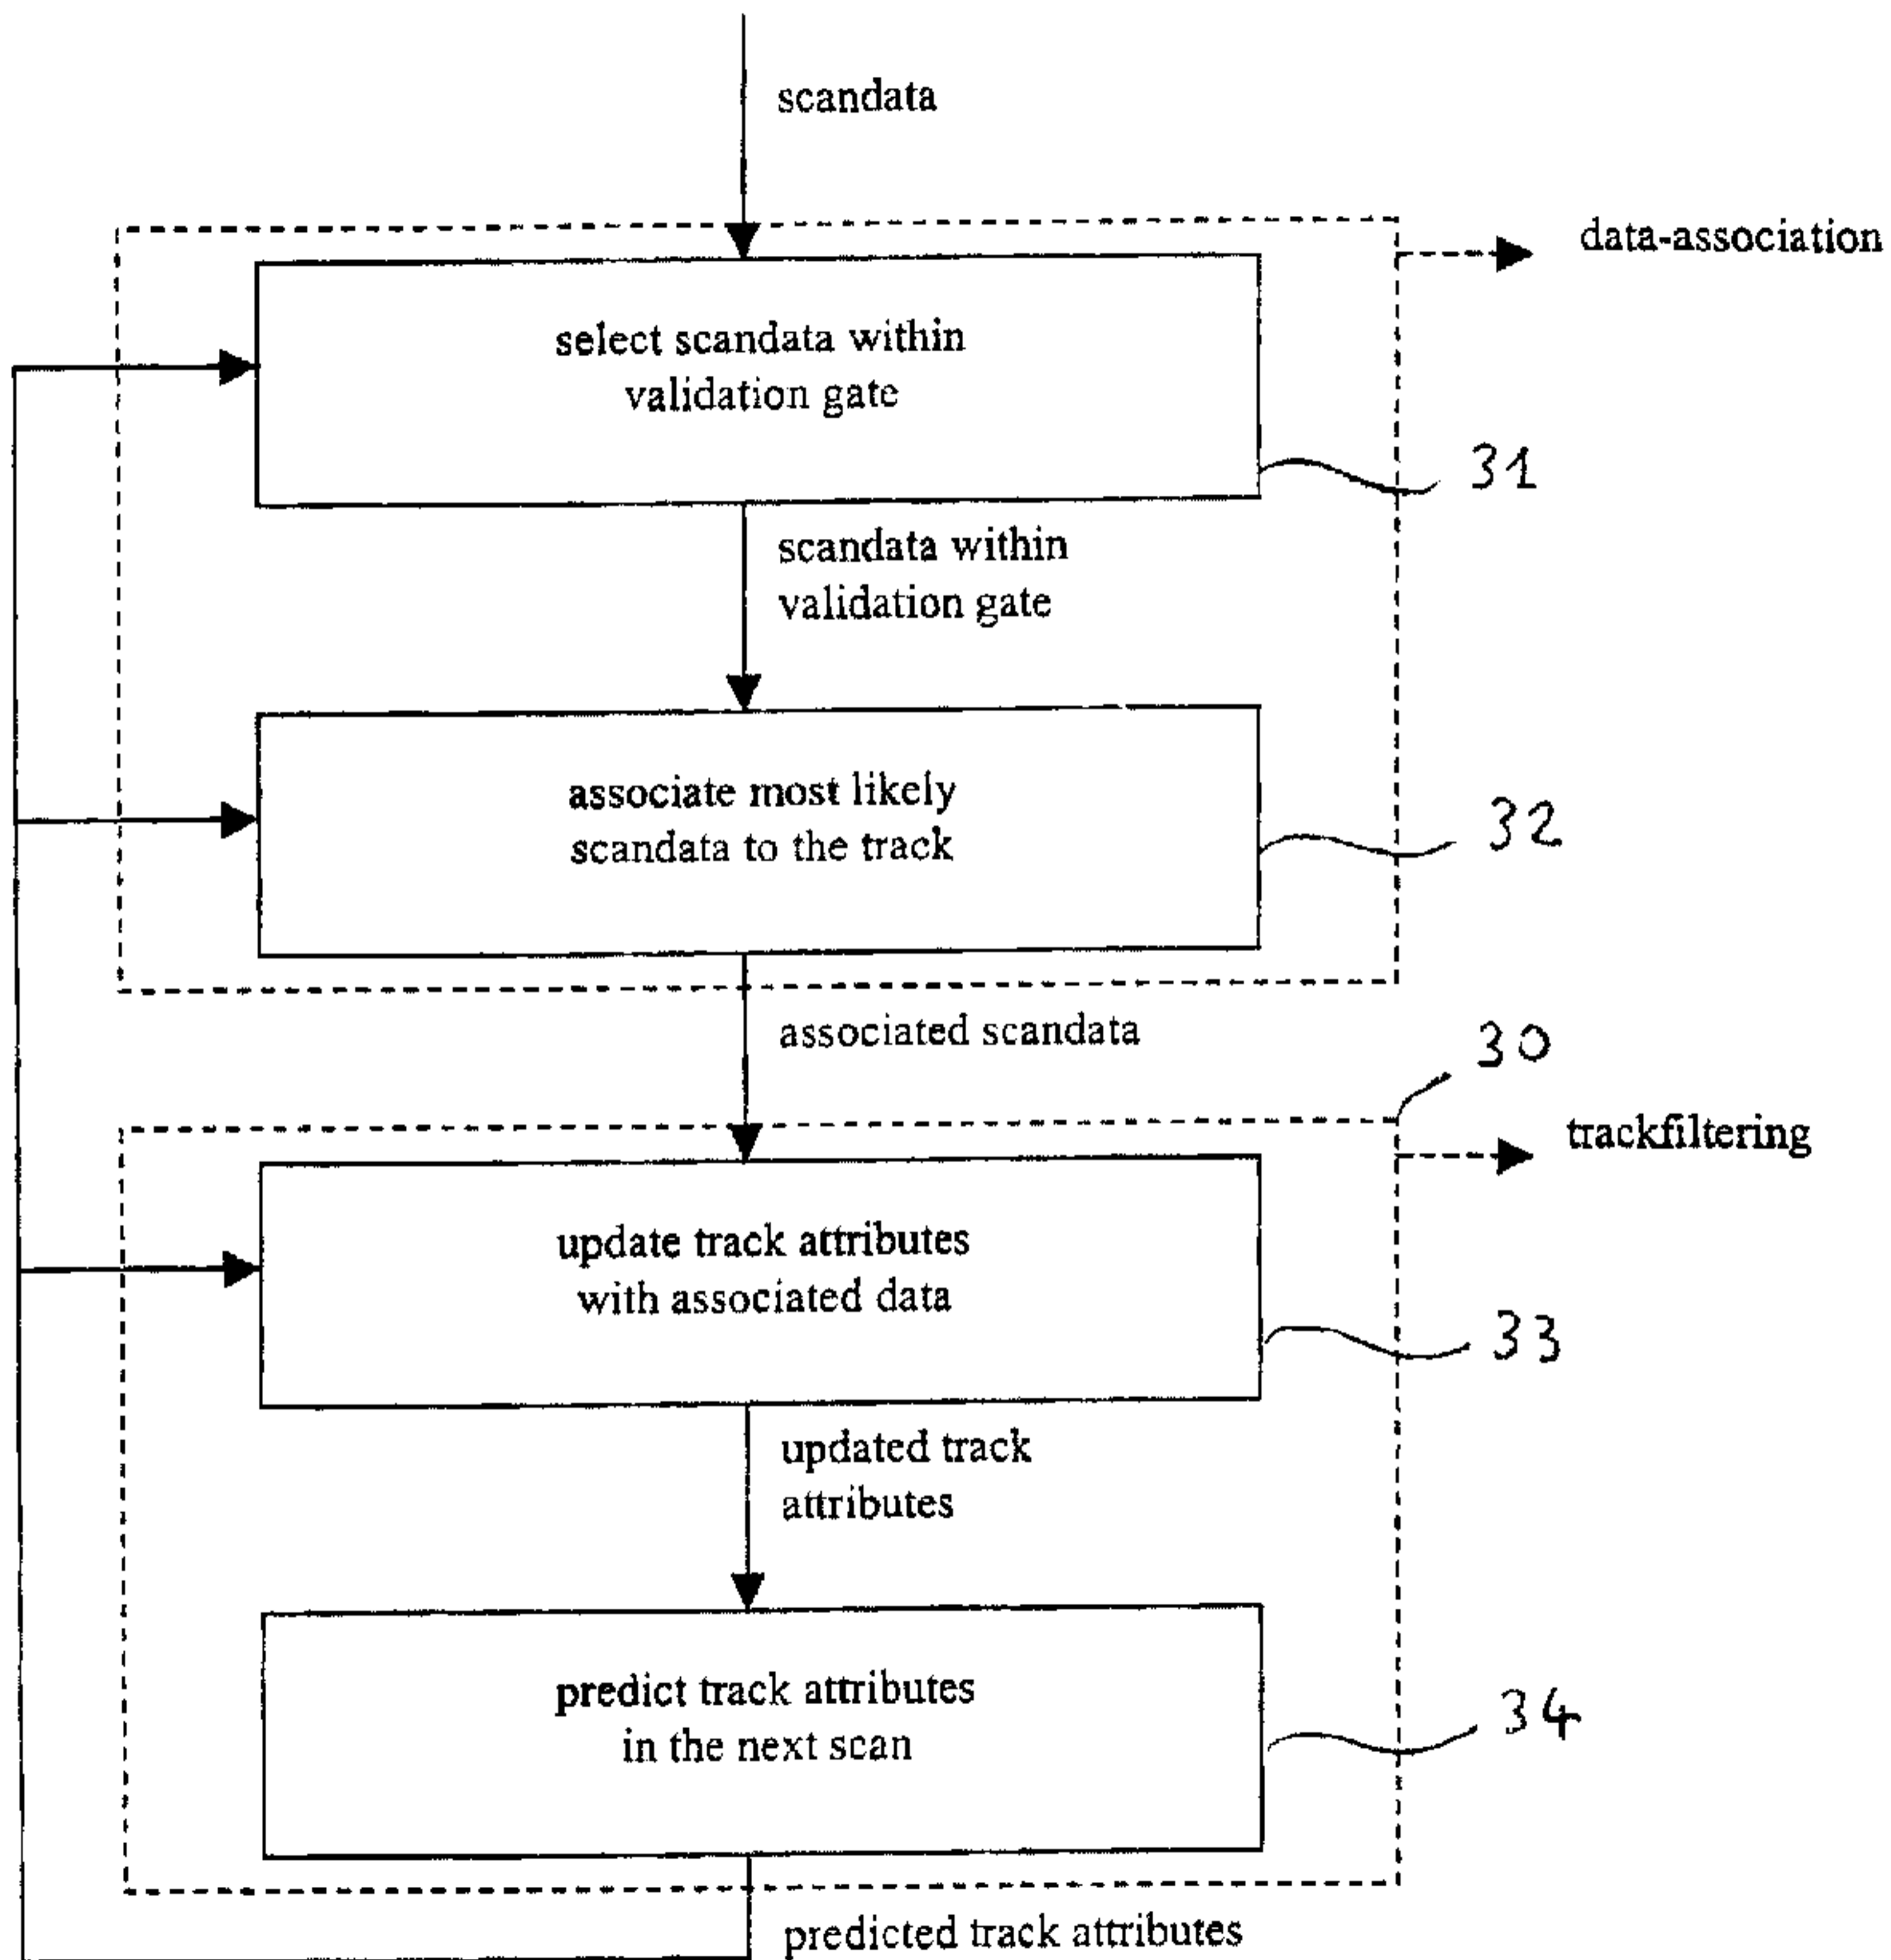 scandata
data-association
select scandata within
validation gate
31
scandata within
validation gate
associate most likely
scandata to the track
32
associated scandata
30
trackfiltering
update track attributes
with associated data
33
updated track
attributes
predict track attributes
in the next scan
34
predicted track attributes